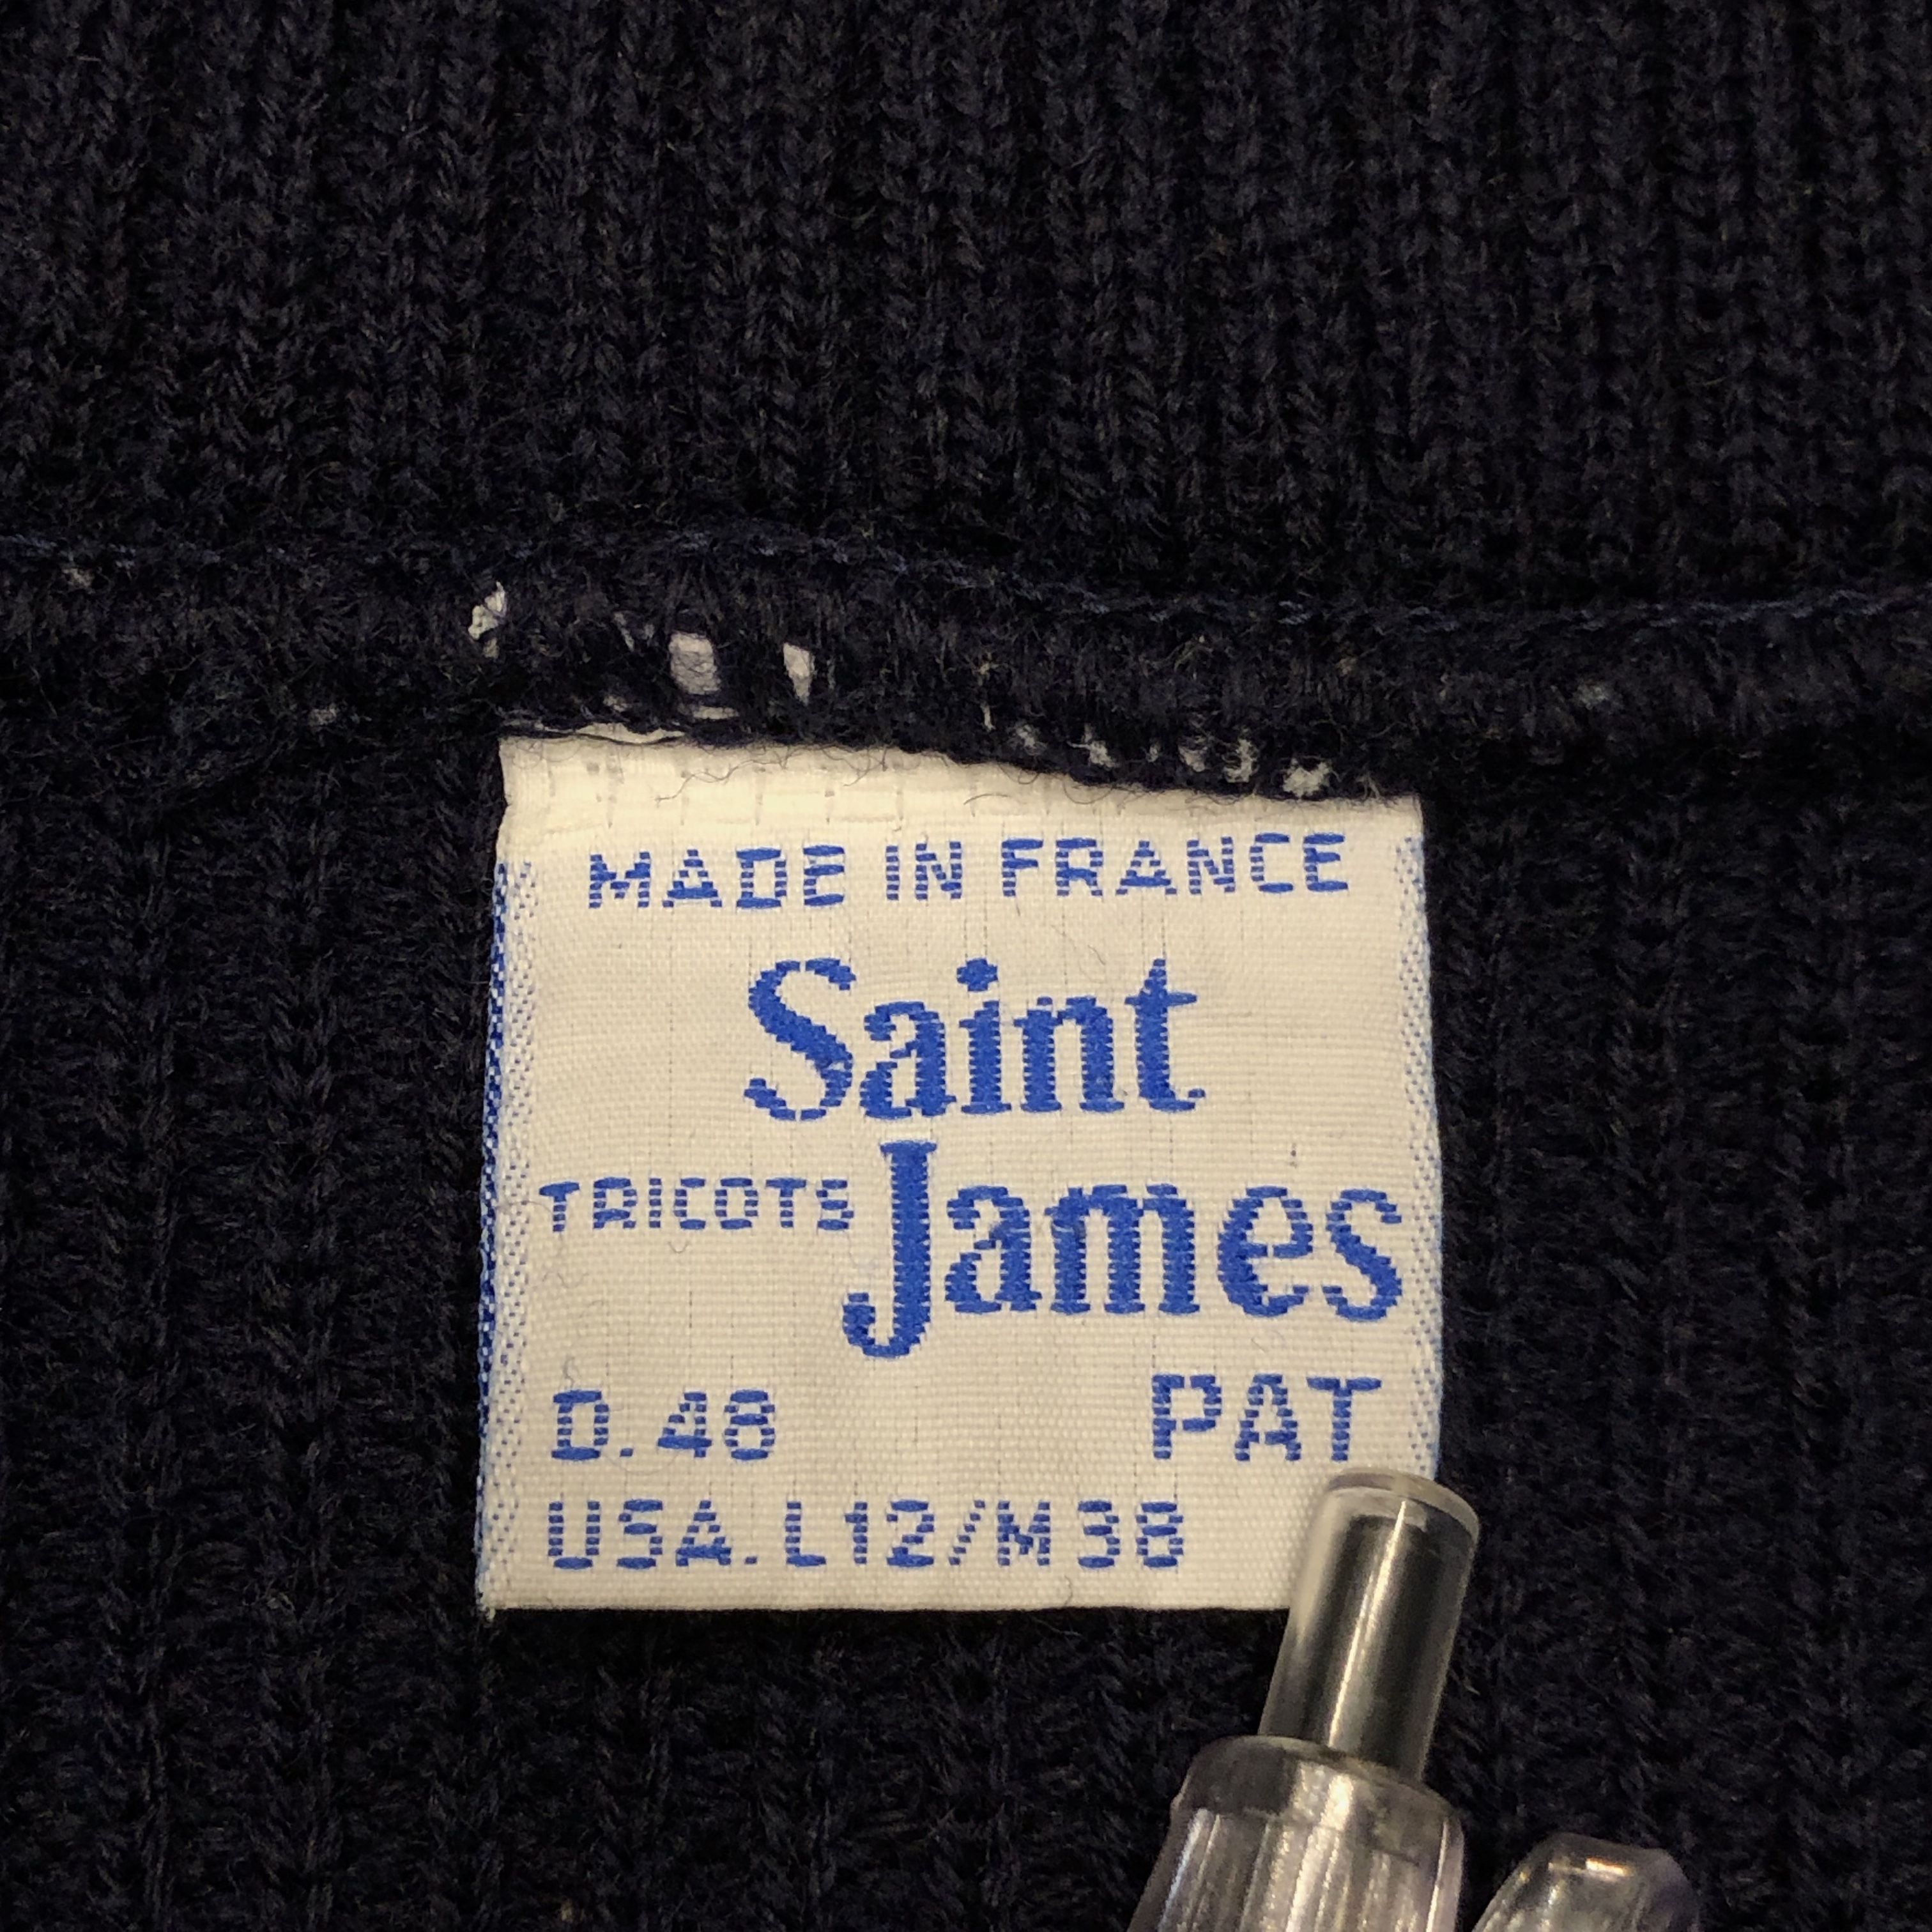 MADE IN FRANCE
Saint
TRICOTS James
D.48 PAT
USA. L12/M38